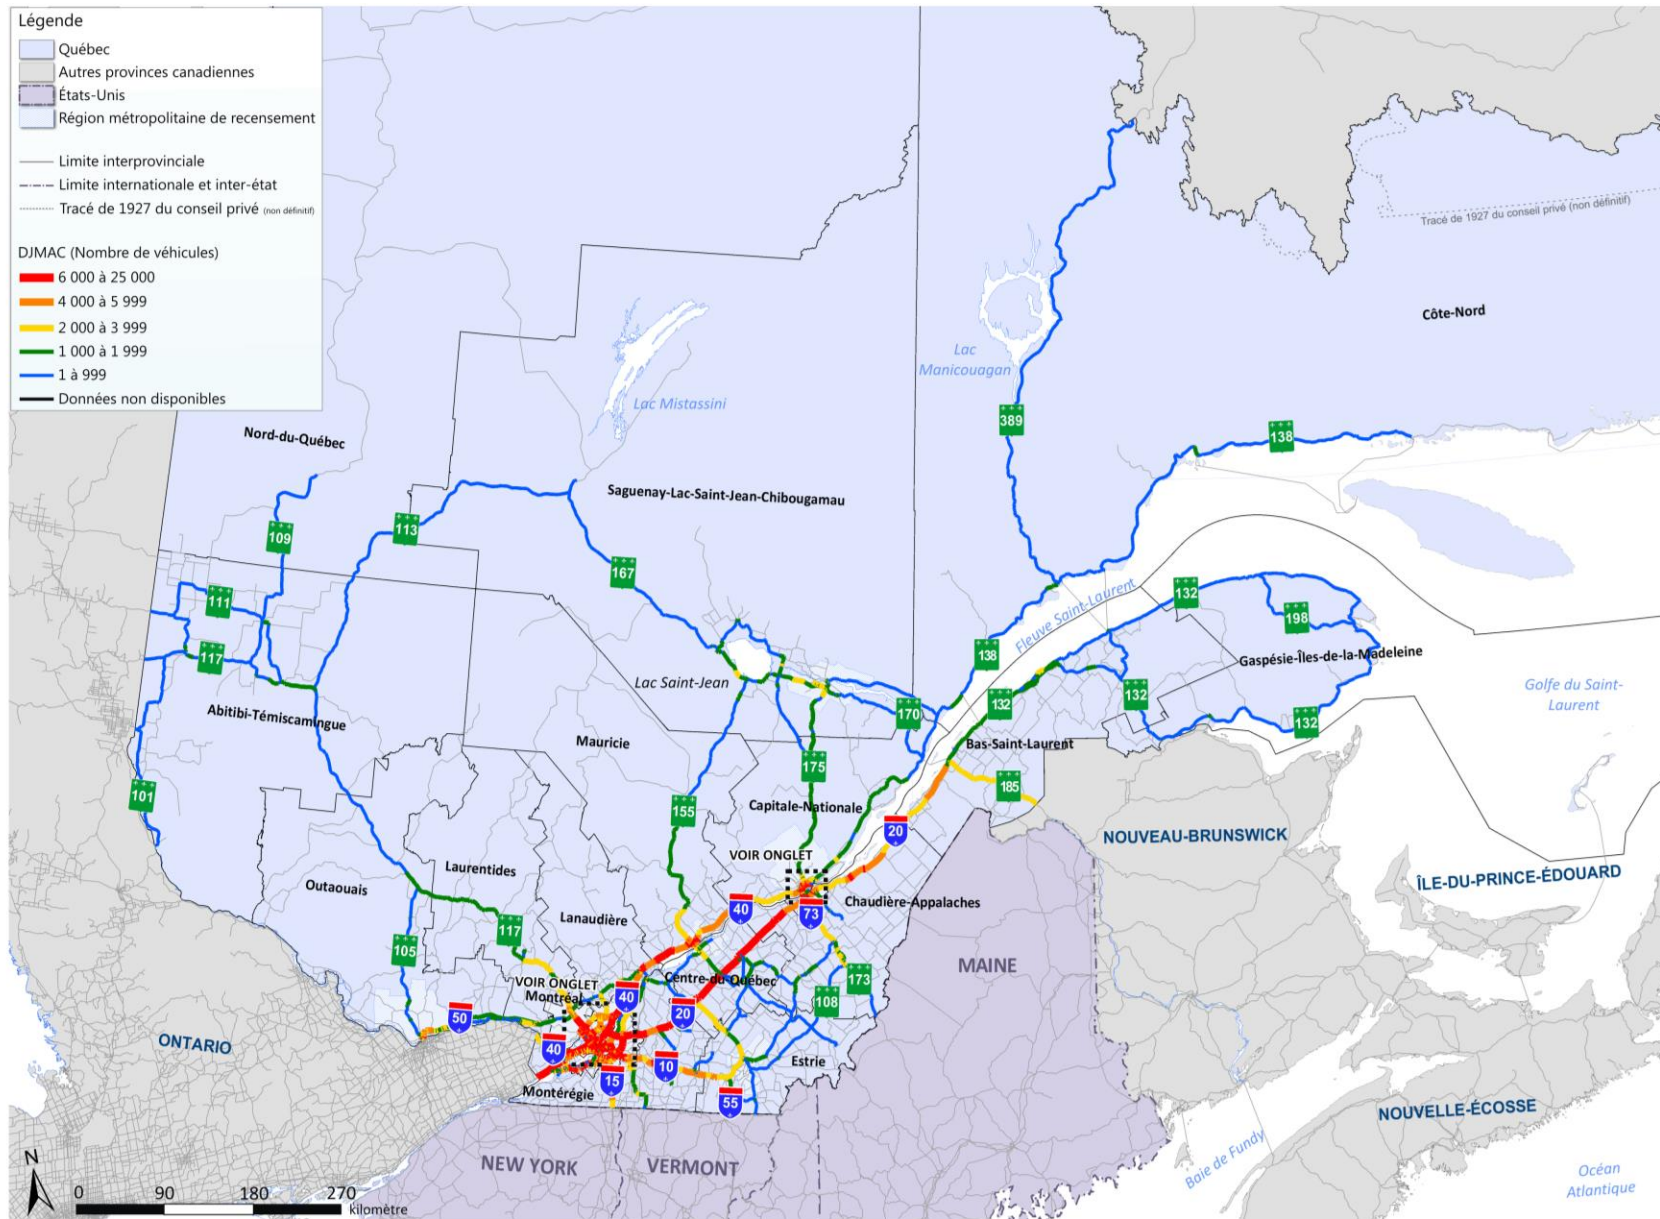 Légende
Québec
Autres provinces canadiennes
États-Unis
Région métropolitaine de recensement
Limite interprovinciale
Limite internationale et inter-état
Tracé de 1927 du conseil privé (non définitif)
DJMAC (Nombre de véhicules)
6 000 à 25 000
4 000 à 5 999
2 000 à 3 999
1 000 à 1 999
1 à 999
Données non disponibles
Tracé de 1927 du conseil privé (non définitif)
Côte-Nord
Lac
Manicouagan
Lac Mistassini
389
138
Nord-du-Québec
Saguenay-Lac-Saint-Jean-Chibougamau
109
113
167
111
132
Fleuve Saint-Laurent
198
117
138
Gaspésie-Îles-de-la-Madeleine
Lac Saint-Jean
132
132
Golfe du Saint-
Laurent
Abitibi-Témiscamingue
170
132
Mauricie
Bas-Saint-Laurent
175
185
101
155
Capitale-Nationale
20
NOUVEAU-BRUNSWICK
VOIR ONGLET
Laurentides
ÎLE-DU-PRINCE-ÉDOUARD
Outaouais
Lanaudière
40
73
Chaudière-Appalaches
117
105
MAINE
VOIR ONGLET
Montréal
Centre-du-Québec
173
40
108
50
20
ONTARIO
40
10
Estrie
15
Montérégie
55
NOUVELLE-ÉCOSSE
Baie de Fundy
NEW YORK
VERMONT
Océan
Atlantique
N
0 90 180 270
kilomètre